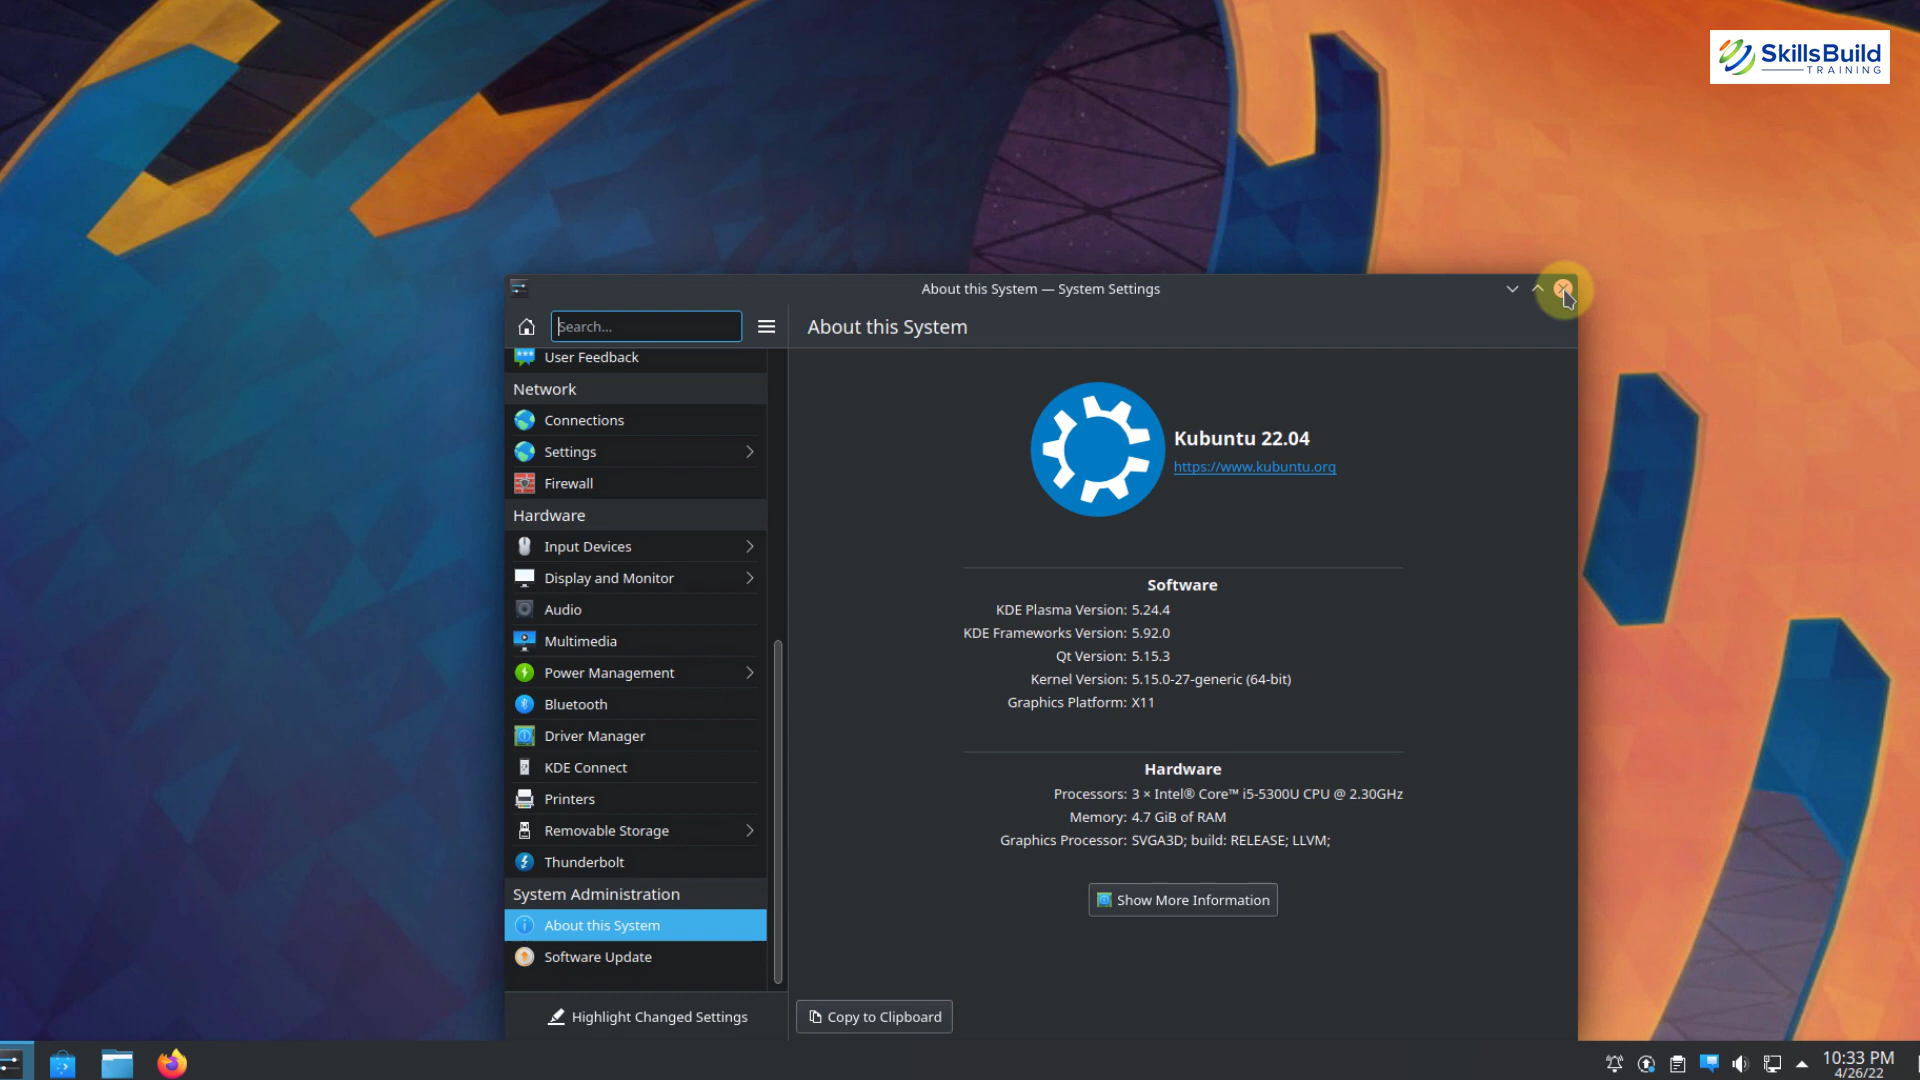 SkillsBuild
TRAINING
About this System — System Settings
Search...
About this System
User Feedback
Network
Connections
Settings
Firewall
Hardware
Input Devices
Display and Monitor
Audio
Multimedia
Power Management
Bluetooth
Driver Manager
KDE Connect
Printers
Removable Storage
Thunderbolt
System Administration
About this System
Software Update
Highlight Changed Settings
Kubuntu 22.04
https://www.kubuntu.org
Software
KDE Plasma Version: 5.24.4
KDE Frameworks Version: 5.92.0
Qt Version: 5.15.3
Kernel Version: 5.15.0-27-generic (64-bit)
Graphics Platform: X11
Hardware
Processors: 3 × Intel® Core™ i5-5300U CPU @ 2.30GHz
Memory: 4.7 GiB of RAM
Graphics Processor: SVGA3D; build: RELEASE; LLVM;
Show More Information
Copy to Clipboard
10:33 PM
4/26/22